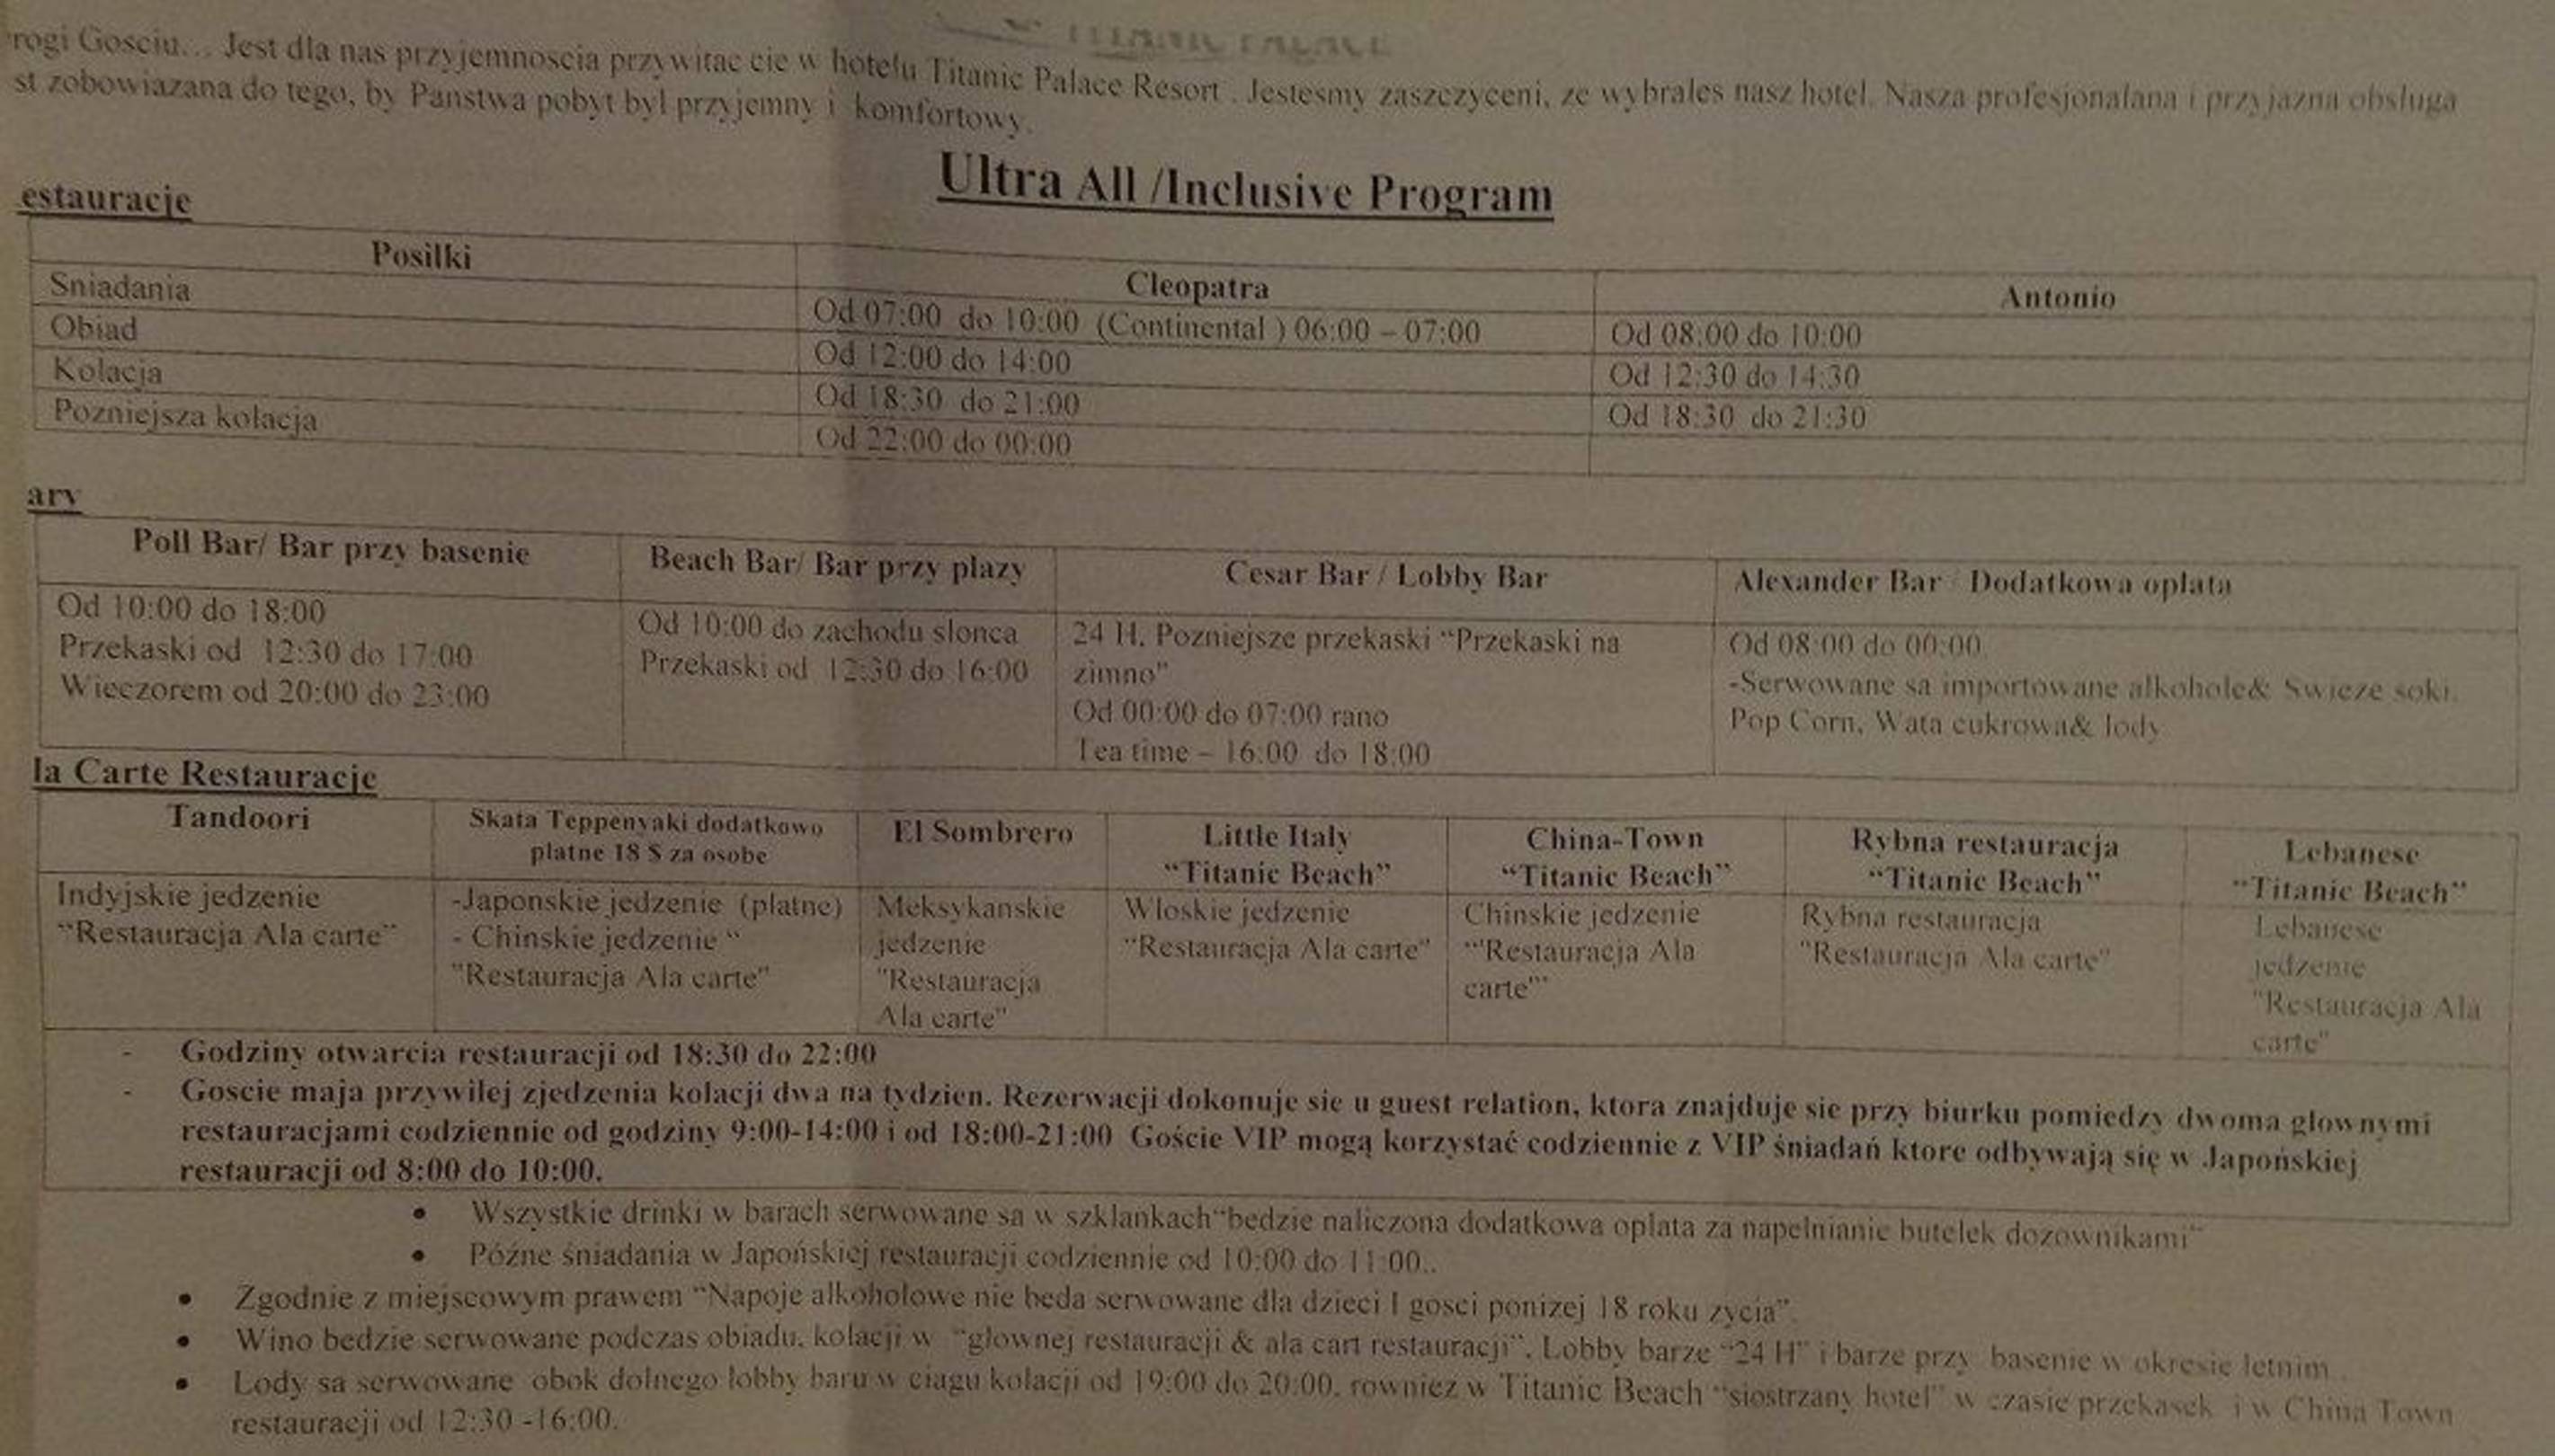 TITANIC PALACE
rogi Gosciu... Jest dla nas przyjemnoscia przywitac cie w hotelu Titanic Palace Resort . Jestesmy zaszczyceni, ze wybrales nasz hotel. Nasza profesjonalana i przyjazna obsluga
st zobowiazana do tego, by Panstwa pobyt byl przyjemny i komfortowy.
Ultra All /Inclusive Program
estauracje
Posilki Cleopatra Antonio
Sniadania Od 07:00 do 10:00 (Continental ) 06:00 – 07:00 Od 08:00 do 10:00
Obiad Od 12:00 do 14:00 Od 12:30 do 14:30
Kolacja Od 18:30 do 21:00 Od 18:30 do 21:30
Pozniejsza kolacja Od 22:00 do 00:00
ary
Poll Bar/ Bar przy basenie
Beach Bar/ Bar przy plazy
Cesar Bar / Lobby Bar
Alexander Bar Dodatkowa oplata
Od 10:00 do 18:00
Przekaski od 12:30 do 17:00
Wieczorem od 20:00 do 23:00
Od 10:00 do zachodu slonca
Przekaski od 12:30 do 16:00
24 H. Pozniejsze przekaski “Przekaski na
zimno”
Od 00:00 do 07:00 rano
Tea time – 16:00 do 18:00
Od 08:00 do 00:00.
-Serwowane sa importowane alkohole& Swieze soki.
Pop Corn, Wata cukrowa& lody
la Carte Restauracje
Tandoori
Skata Teppenyaki dodatkowo
platne 18 $ za osobe
El Sombrero
Little Italy
“Titanic Beach”
China-Town
“Titanic Beach”
Rybna restauracja
“Titanic Beach”
Lebanese
“Titanic Beach”
Indyjskie jedzenie
“Restauracja Ala carte”
-Japonskie jedzenie (platne)
- Chinskie jedzenie “
"Restauracja Ala carte"
Meksykanskie
jedzenie
"Restauracja
Ala carte"
Wloskie jedzenie
"Restauracja Ala carte"
Chinskie jedzenie
“"Restauracja Ala
carte"”
Rybna restauracja
"Restauracja Ala carte"
Lebanese
jedzenie
"Restauracja Ala
carte"
- Godziny otwarcia restauracji od 18:30 do 22:00
- Goscie maja przywilej zjedzenia kolacji dwa na tydzien. Rezerwacji dokonuje sie u guest relation, ktora znajduje sie przy biurku pomiedzy dwoma glownymi
restauracjami codziennie od godziny 9:00-14:00 i od 18:00-21:00 Goście VIP mogą korzystać codziennie z VIP śniadań ktore odbywają się w Japońskiej
restauracji od 8:00 do 10:00.
• Wszystkie drinki w barach serwowane sa w szklankach“bedzie naliczona dodatkowa oplata za napelnianie butelek dozownikami”
• Późne śniadania w Japońskiej restauracji codziennie od 10:00 do 11:00..
• Zgodnie z miejscowym prawem “Napoje alkoholowe nie beda serwowane dla dzieci I gosci ponizej 18 roku zycia”.
• Wino bedzie serwowane podczas obiadu, kolacji w “glownej restauracji & ala cart restauracji”, Lobby barze “24 H” i barze przy basenie w okresie letnim .
• Lody sa serwowane obok dolnego lobby baru w ciagu kolacji od 19:00 do 20:00, rowniez w Titanic Beach “siostrzany hotel” w czasie przekasek i w China Town
restauracji od 12:30 -16:00.